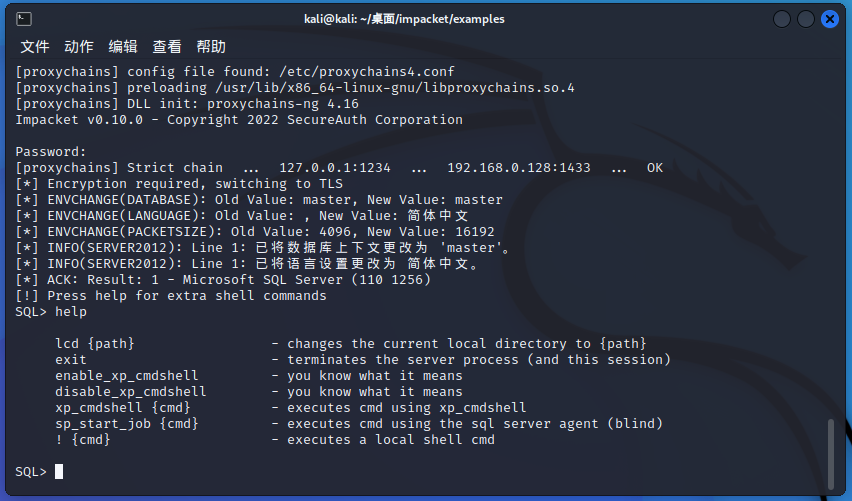 kali@kali: ~/桌面/impacket/examples
文件 动作 编辑 查看 帮助
[proxychains] config file found: /etc/proxychains4.conf
[proxychains] preloading /usr/lib/x86_64-linux-gnu/libproxychains.so.4
[proxychains] DLL init: proxychains-ng 4.16
Impacket v0.10.0 - Copyright 2022 SecureAuth Corporation
Password:
[proxychains] Strict chain  ...  127.0.0.1:1234  ...  192.168.0.128:1433  ...  OK
[*] Encryption required, switching to TLS
[*] ENVCHANGE(DATABASE): Old Value: master, New Value: master
[*] ENVCHANGE(LANGUAGE): Old Value: , New Value: 简体中文
[*] ENVCHANGE(PACKETSIZE): Old Value: 4096, New Value: 16192
[*] INFO(SERVER2012): Line 1: 已将数据库上下文更改为 'master'。
[*] INFO(SERVER2012): Line 1: 已将语言设置更改为 简体中文。
[*] ACK: Result: 1 - Microsoft SQL Server (110 1256)
[!] Press help for extra shell commands
SQL> help
lcd {path}                 - changes the current local directory to {path}
exit                       - terminates the server process (and this session)
enable_xp_cmdshell         - you know what it means
disable_xp_cmdshell        - you know what it means
xp_cmdshell {cmd}          - executes cmd using xp_cmdshell
sp_start_job {cmd}         - executes cmd using the sql server agent (blind)
! {cmd}                    - executes a local shell cmd
SQL>